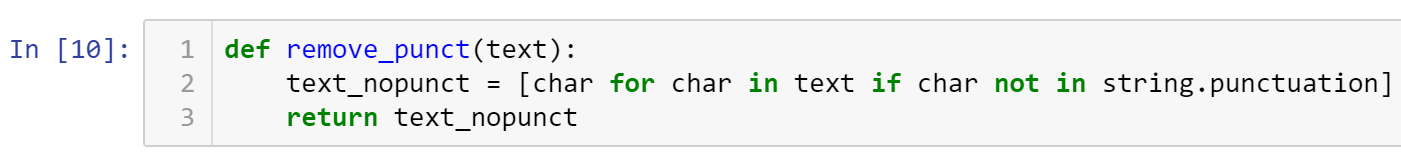 In [10]: 1 def remove_punct(text):
2     text_nopunct = [char for char in text if char not in string.punctuation]
3     return text_nopunct